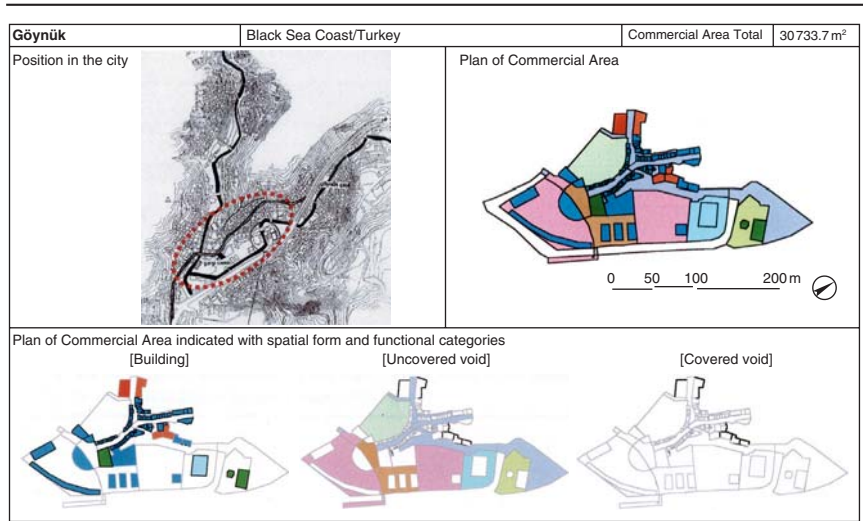 Göynük
Black Sea Coast/Turkey
Commercial Area Total
30 733.7 m²
Position in the city
Plan of Commercial Area
0 50 100 200 m
Plan of Commercial Area indicated with spatial form and functional categories
[Building]
[Uncovered void]
[Covered void]